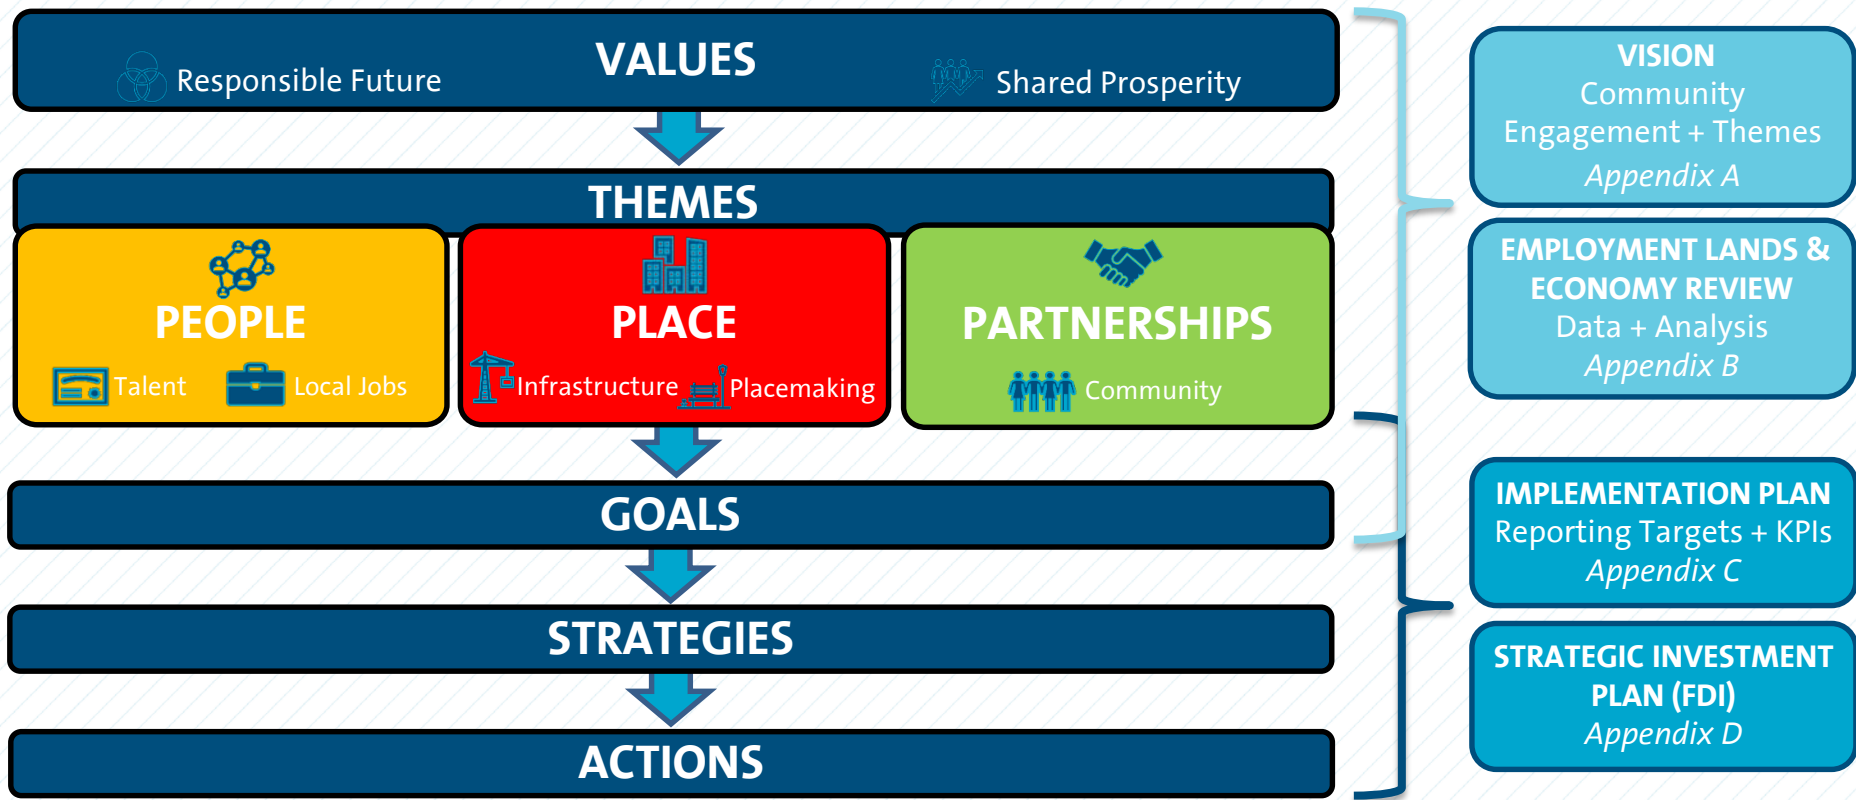 VALUES
Responsible Future
Shared Prosperity
THEMES
PEOPLE
Talent
Local Jobs
PLACE
Infrastructure
Placemaking
PARTNERSHIPS
Community
GOALS
STRATEGIES
ACTIONS
VISION
Community
Engagement + Themes
Appendix A
EMPLOYMENT LANDS &
ECONOMY REVIEW
Data + Analysis
Appendix B
IMPLEMENTATION PLAN
Reporting Targets + KPIs
Appendix C
STRATEGIC INVESTMENT
PLAN (FDI)
Appendix D